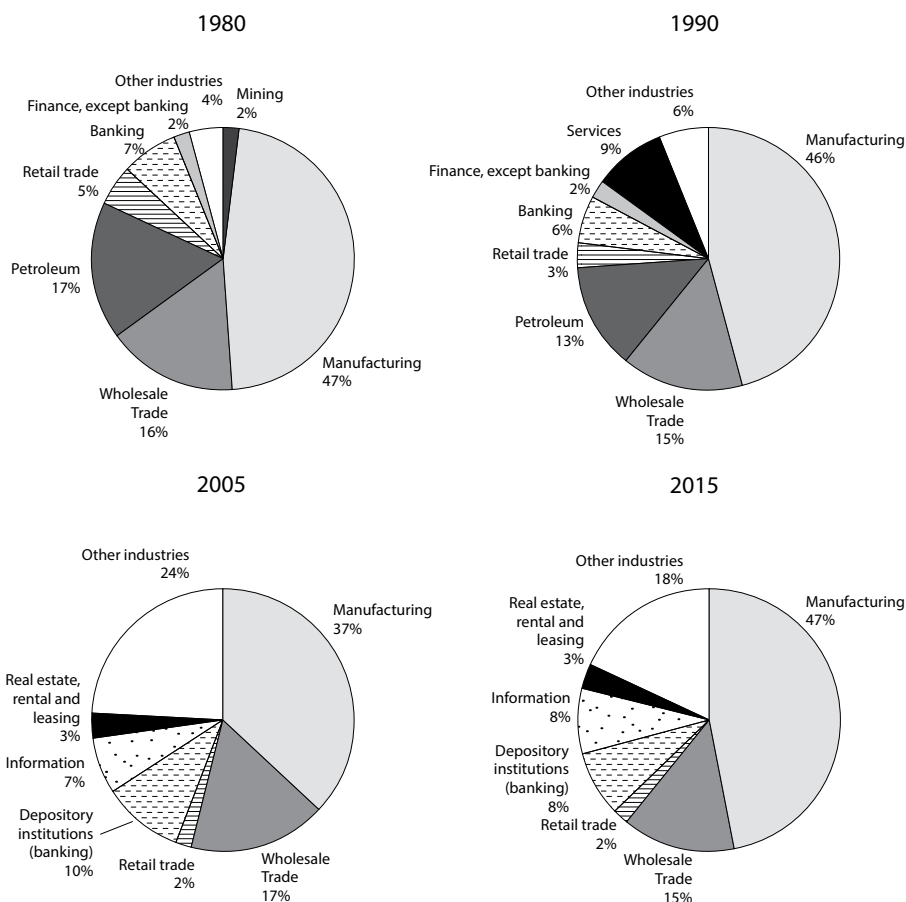 1980
Other industries
4%
Mining
2%
Finance, except banking
2%
Banking
7%
Retail trade
5%
Petroleum
17%
Manufacturing
47%
Wholesale
Trade
16%
1990
Other industries
6%
Services
9%
Manufacturing
46%
Finance, except banking
2%
Banking
6%
Retail trade
3%
Petroleum
13%
Wholesale
Trade
15%
2005
Other industries
24%
Manufacturing
37%
Real estate,
rental and
leasing
3%
Information
7%
Depository
institutions
(banking)
10%
Retail trade
2%
Wholesale
Trade
17%
2015
Other industries
18%
Manufacturing
47%
Real estate,
rental and
leasing
3%
Information
8%
Depository
institutions
(banking)
8%
Retail trade
2%
Wholesale
Trade
15%